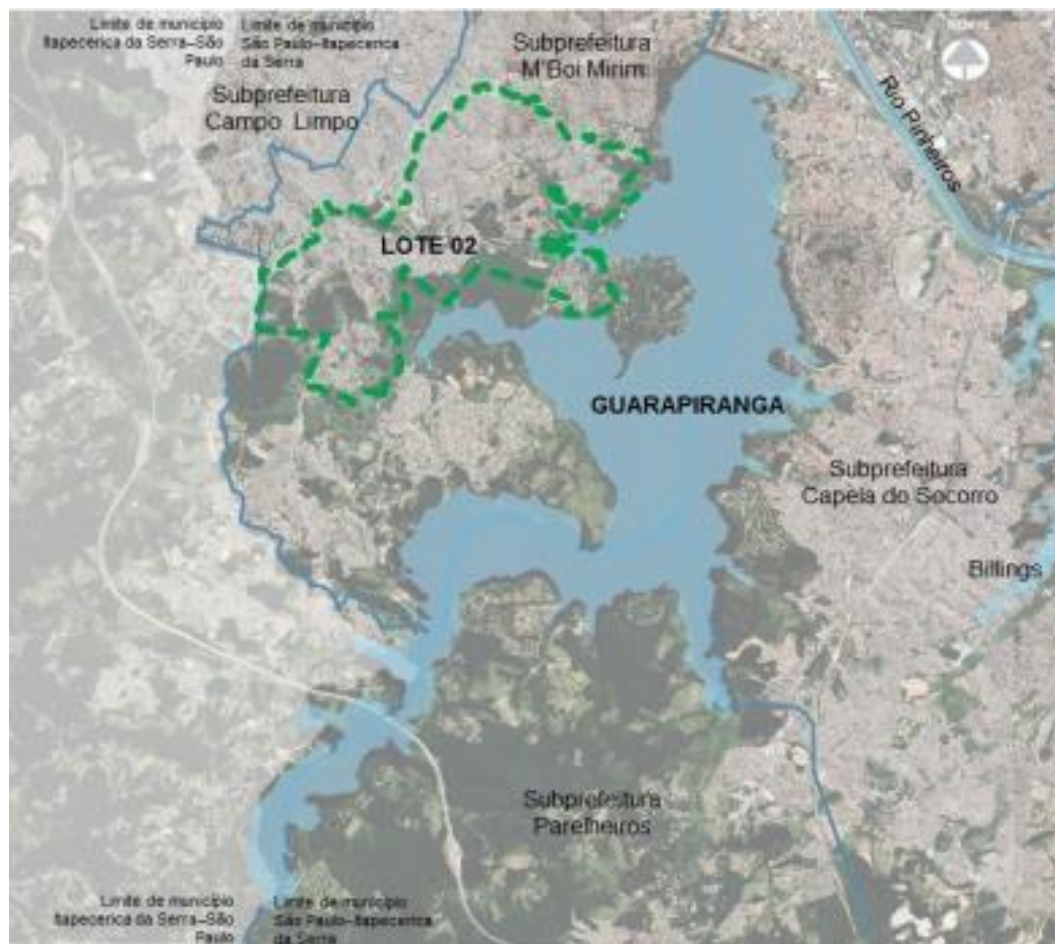 Limite de município
Itapecerica da Serra–São
Paulo
Limite de município
São Paulo–Itapecerica
da Serra
Subprefeitura
M'Boi Mirim
Subprefeitura
Campo Limpo
Rio Pinheiros
LOTE 02
GUARAPIRANGA
Subprefeitura
Capela do Socorro
Billings
Subprefeitura
Parelheiros
Limite de município
Itapecerica da Serra–São
Paulo
Limite de município
São Paulo–Itapecerica
da Serra